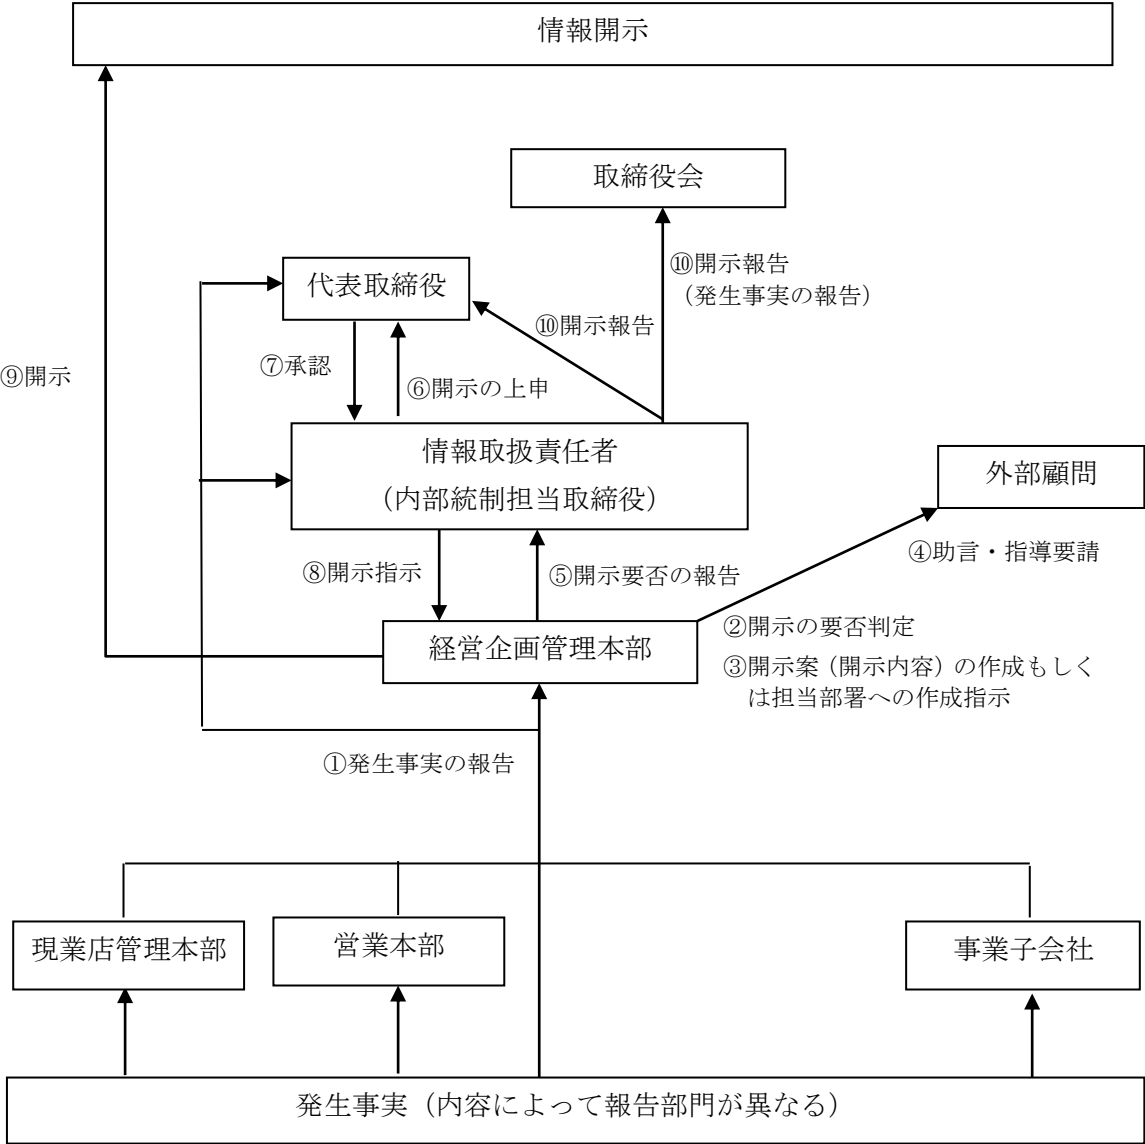 情報開示
取締役会
⑩開示報告
（発生事実の報告）
代表取締役
⑩開示報告
⑦承認
⑨開示
⑥開示の上申
情報取扱責任者
（内部統制担当取締役）
外部顧問
④助言・指導要請
⑧開示指示
⑤開示要否の報告
②開示の要否判定
経営企画管理本部
③開示案（開示内容）の作成もしく
は担当部署への作成指示
①発生事実の報告
現業店管理本部
営業本部
事業子会社
発生事実（内容によって報告部門が異なる）